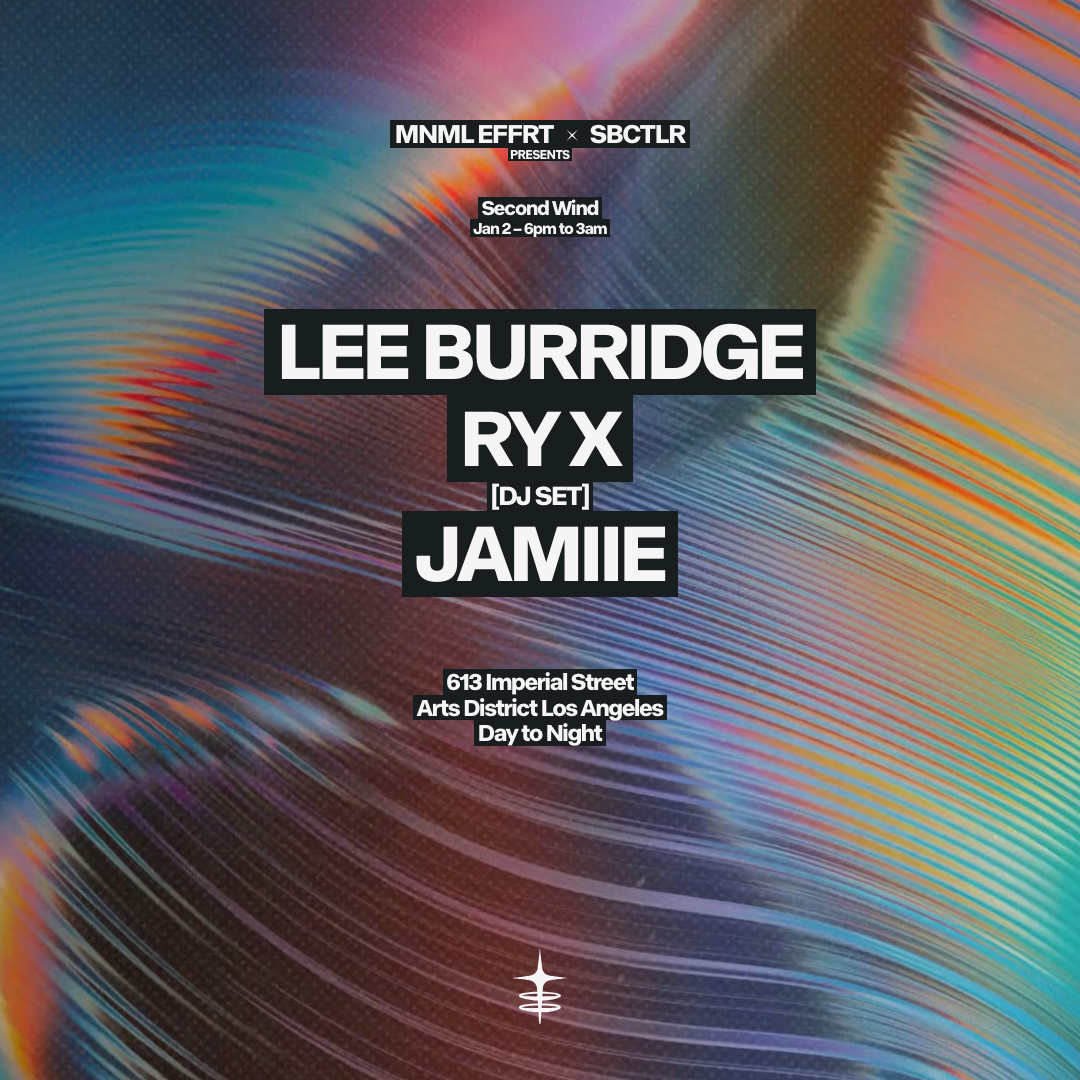 MNML EFFRT × SBCTLR
PRESENTS
Second Wind
Jan 2 – 6pm to 3am
LEE BURRIDGE
RY X
[DJ SET]
JAMIIE
613 Imperial Street
Arts District Los Angeles
Day to Night